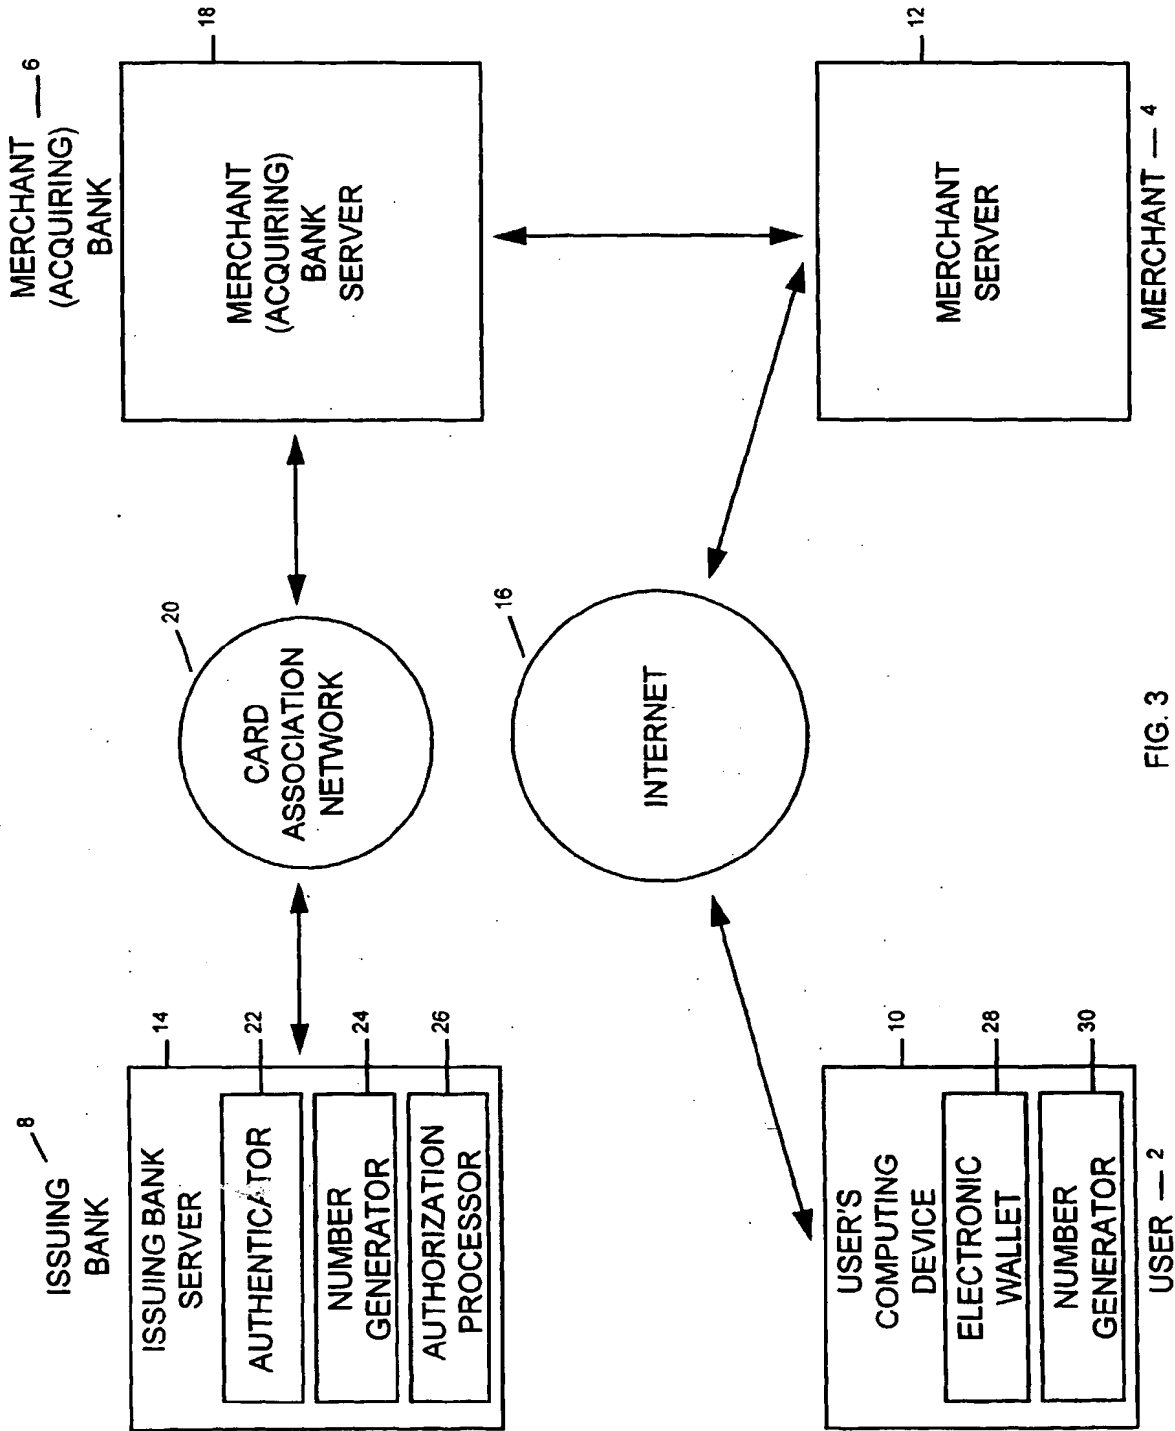 ISSUING
BANK
8
ISSUING BANK
SERVER
14
AUTHENTICATOR
22
NUMBER
GENERATOR
24
AUTHORIZATION
PROCESSOR
26
CARD
ASSOCIATION
NETWORK
20
MERCHANT
(ACQUIRING)
BANK
6
MERCHANT
(ACQUIRING)
BANK
SERVER
18
USER'S
COMPUTING
DEVICE
10
ELECTRONIC
WALLET
28
NUMBER
GENERATOR
30
USER — 2
INTERNET
16
MERCHANT
SERVER
12
MERCHANT — 4
FIG. 3